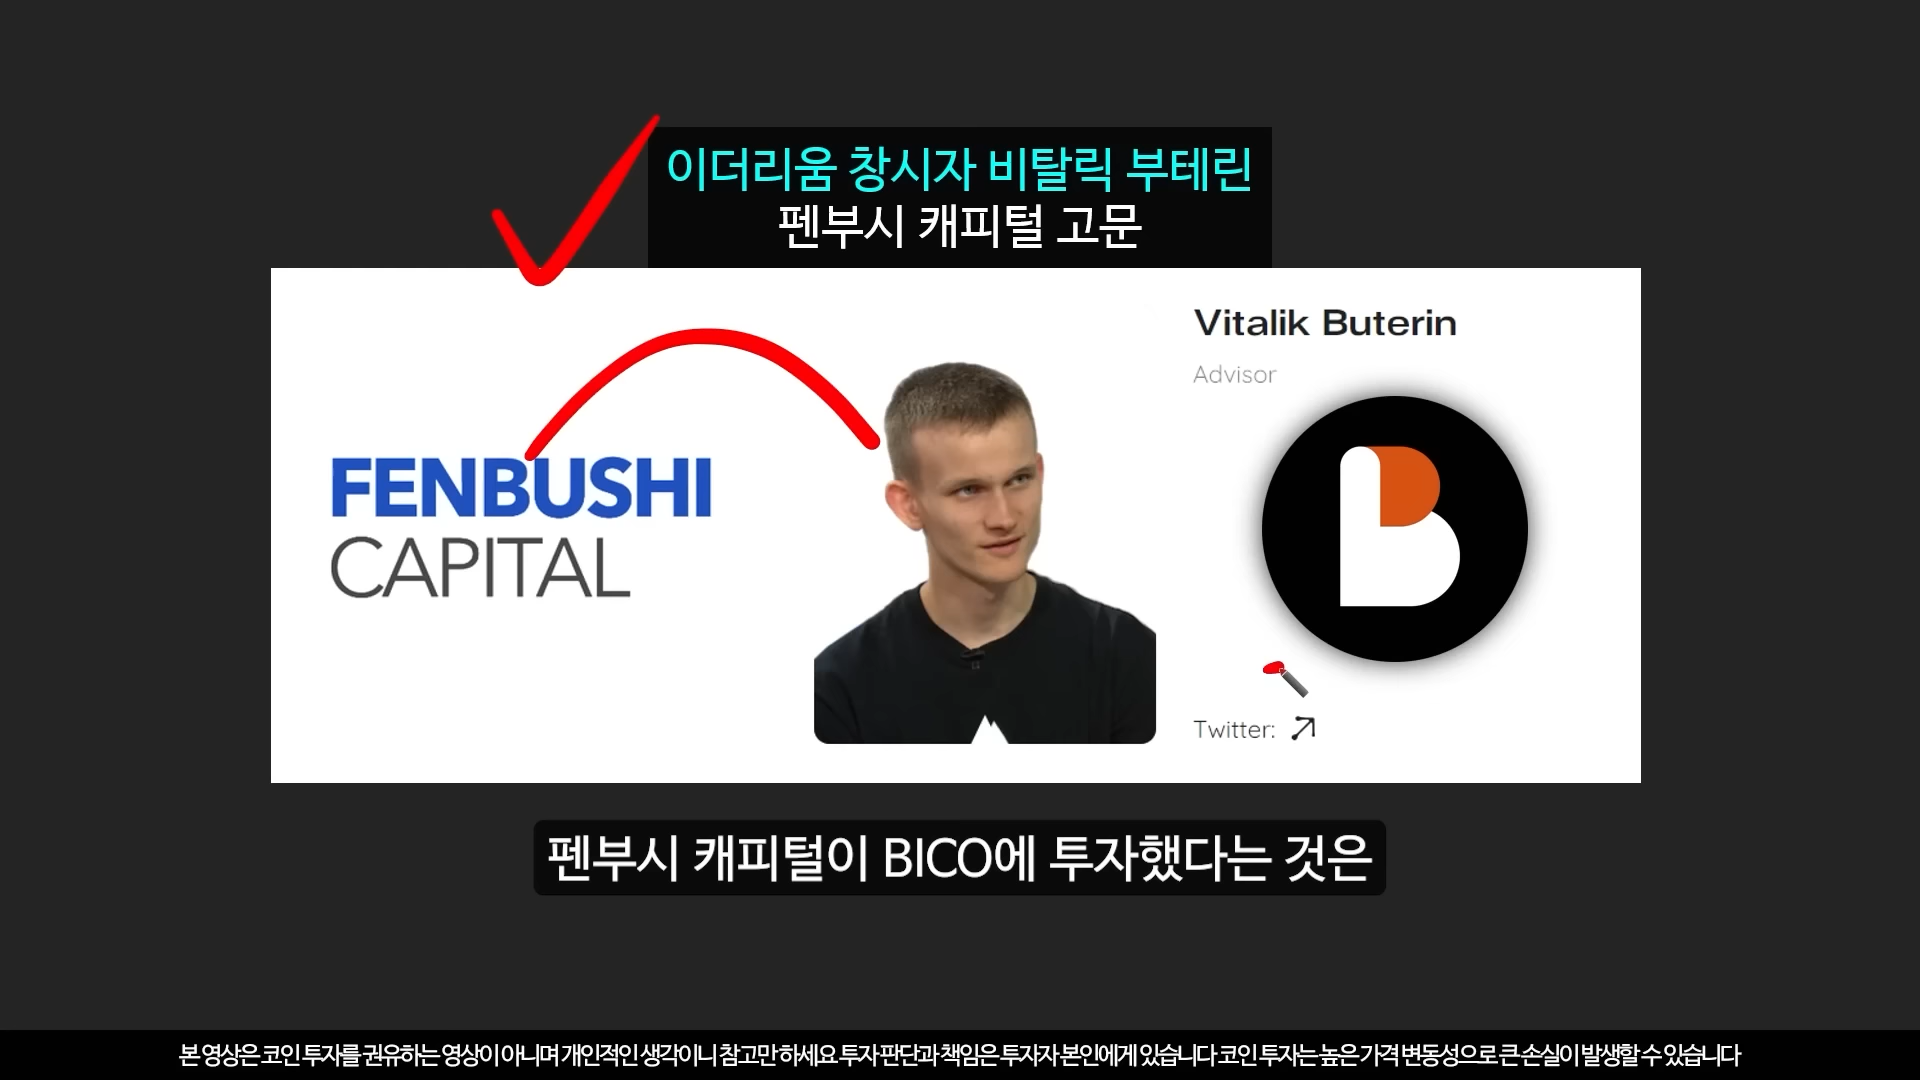 이더리움 창시자 비탈릭 부테린
펜부시 캐피털 고문
Vitalik Buterin
Advisor
FENBUSHI
CAPITAL
B
Twitter:
펜부시 캐피털이 BICO에 투자했다는 것은
본 영상은 코인 투자를 권유하는 영상이 아니며 개인적인 생각이니 참고만 하세요 투자 판단과 책임은 투자자 본인에게 있습니다 코인 투자는 높은 가격 변동성으로 큰 손실이 발생할 수 있습니다